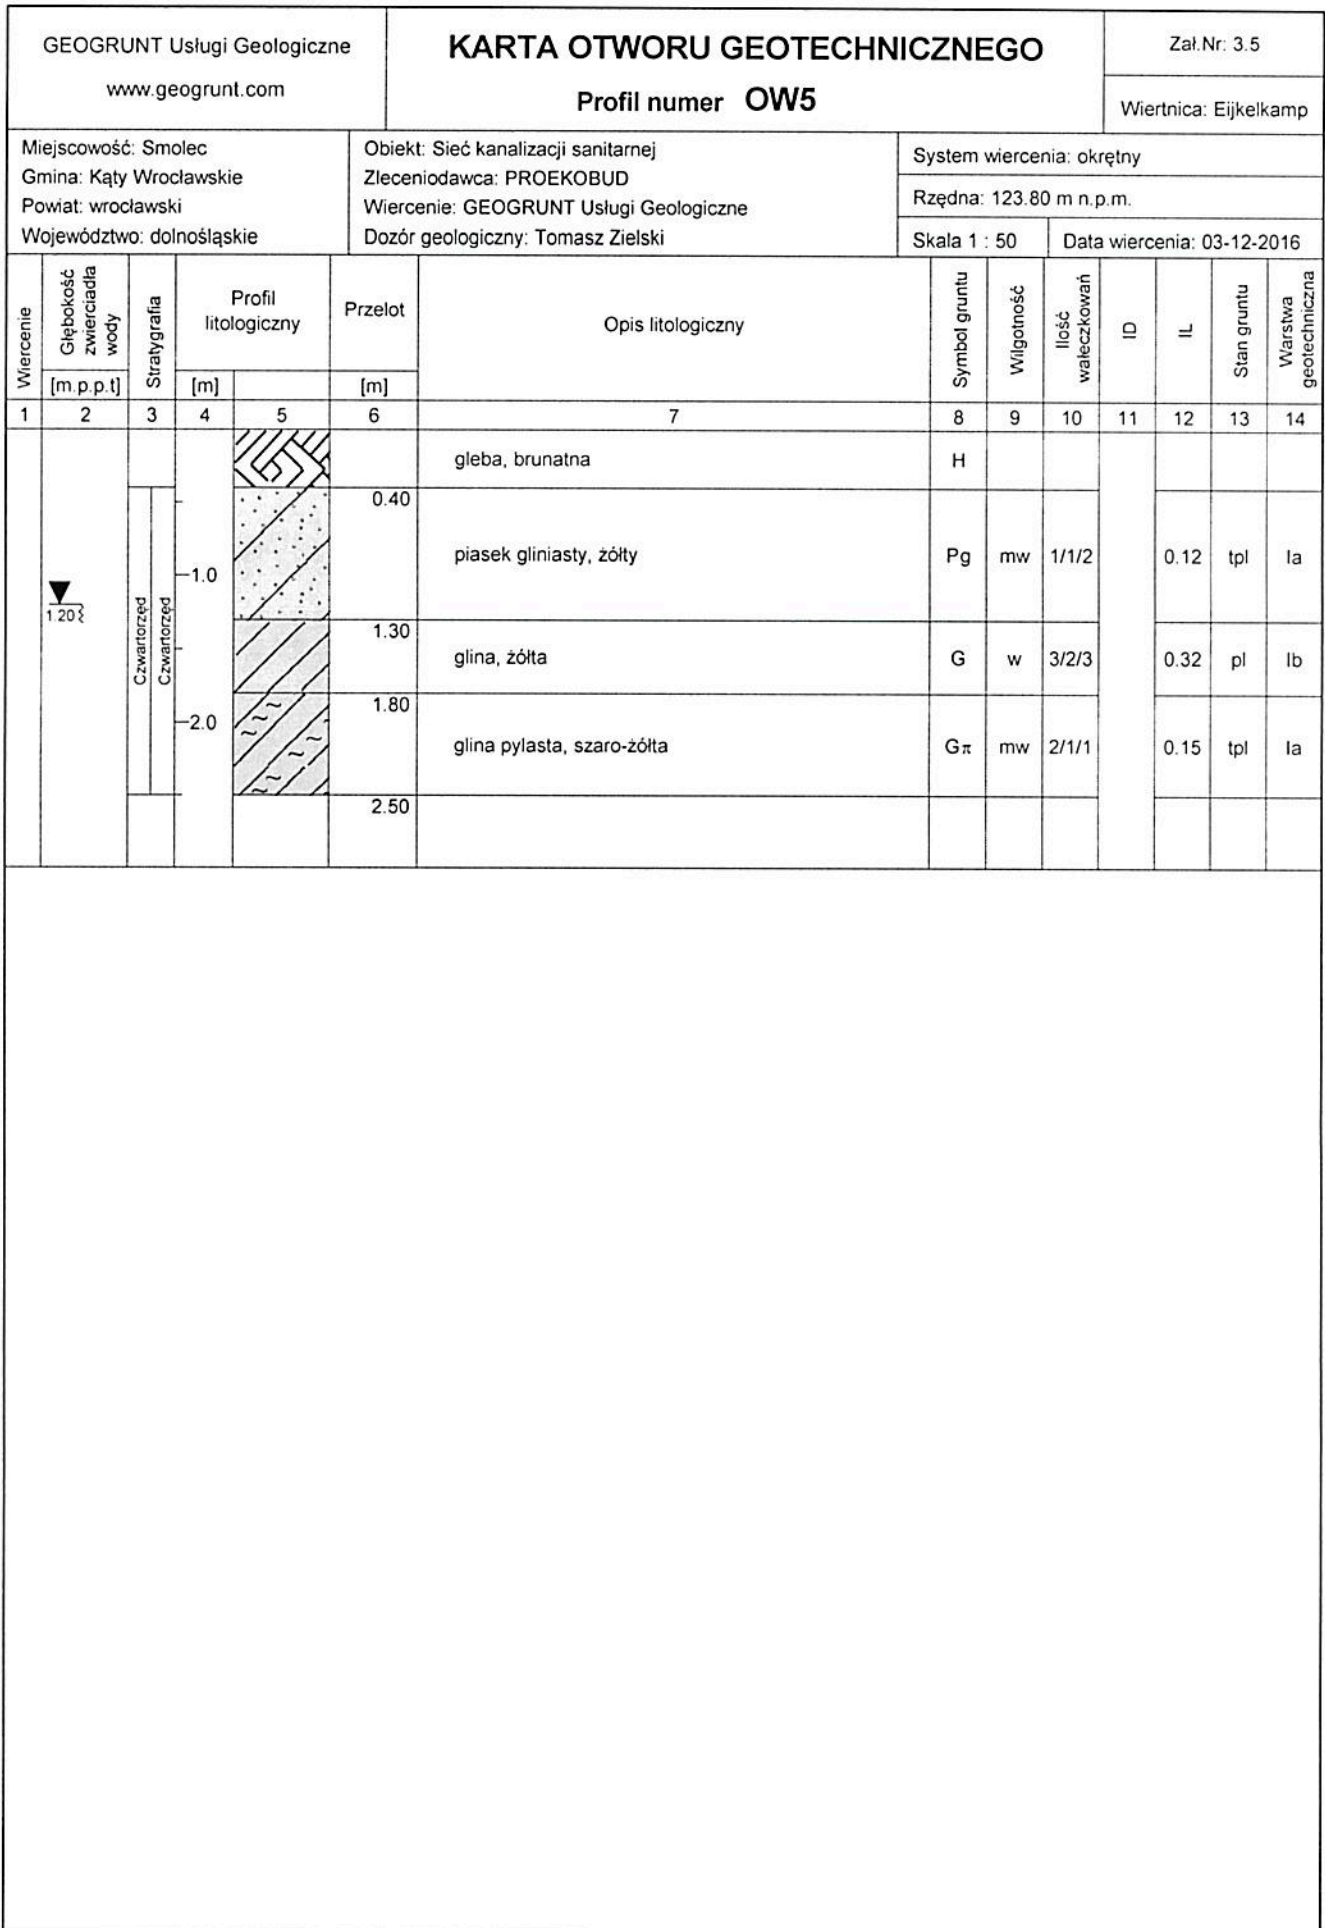 GEOGRUNT Usługi Geologiczne
www.geogrunt.com
KARTA OTWORU GEOTECHNICZNEGO
Profil numer OW5
Zał.Nr: 3.5
Wiertnica: Eijkelkamp
Miejscowość: Smolec
Gmina: Kąty Wrocławskie
Powiat: wrocławski
Województwo: dolnośląskie
Obiekt: Sieć kanalizacji sanitarnej
Zleceniodawca: PROEKOBUD
Wiercenie: GEOGRUNT Usługi Geologiczne
Dozór geologiczny: Tomasz Zielski
System wiercenia: okrętny
Rzędna: 123.80 m n.p.m.
Skala 1 : 50
Data wiercenia: 03-12-2016
Wiercenie
Głębokość
zwierciadła
wody
[m.p.p.t]
Stratygrafia
Profil
litologiczny
[m]
Przelot
[m]
Opis litologiczny
Symbol gruntu
Wilgotność
Ilość
wałeczkowań
ID
IL
Stan gruntu
Warstwa
geotechniczna
1 2 3 4 5 6 7 8 9 10 11 12 13 14
gleba, brunatna H
0.40
piasek gliniasty, żółty Pg mw 1/1/2 0.12 tpl Ia
1.0
1.20
Czwartorzęd
Czwartorzęd
1.30
glina, żółta G w 3/2/3 0.32 pl Ib
1.80
2.0
glina pylasta, szaro-żółta Gπ mw 2/1/1 0.15 tpl Ia
2.50